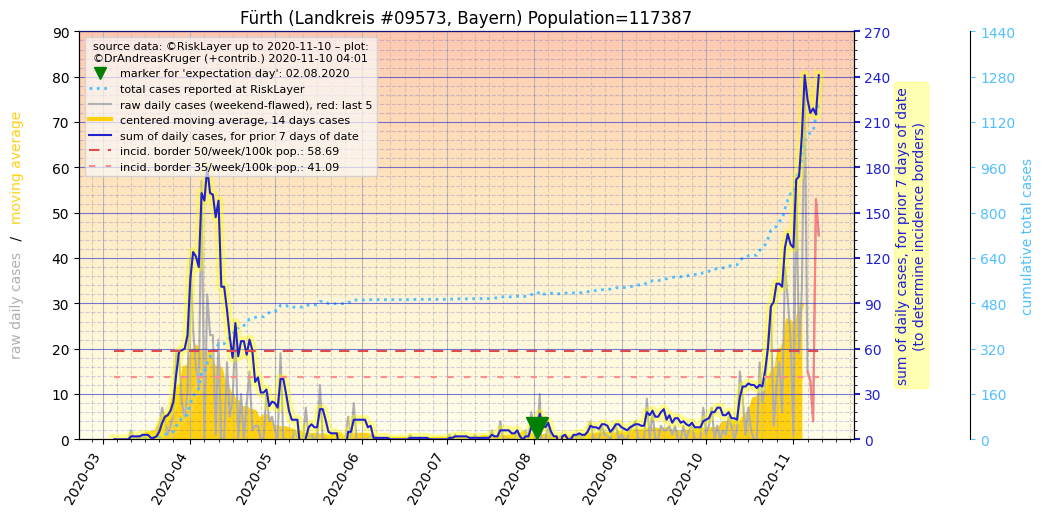 Fürth (Landkreis #09573, Bayern) Population=117387
source data: ©RiskLayer up to 2020-11-10 – plot:
©DrAndreasKruger (+contrib.) 2020-11-10 04:01
marker for 'expectation day': 02.08.2020
total cases reported at RiskLayer
raw daily cases (weekend-flawed), red: last 5
centered moving average, 14 days cases
sum of daily cases, for prior 7 days of date
incid. border 50/week/100k pop.: 58.69
incid. border 35/week/100k pop.: 41.09
raw daily cases / moving average
90
80
70
60
50
40
30
20
10
0
2020-03
2020-04
2020-05
2020-06
2020-07
2020-08
2020-09
2020-10
2020-11
270
240
210
180
150
120
90
60
30
0
sum of daily cases, for prior 7 days of date
(to determine incidence borders)
1440
1280
1120
960
800
640
480
320
160
0
cumulative total cases